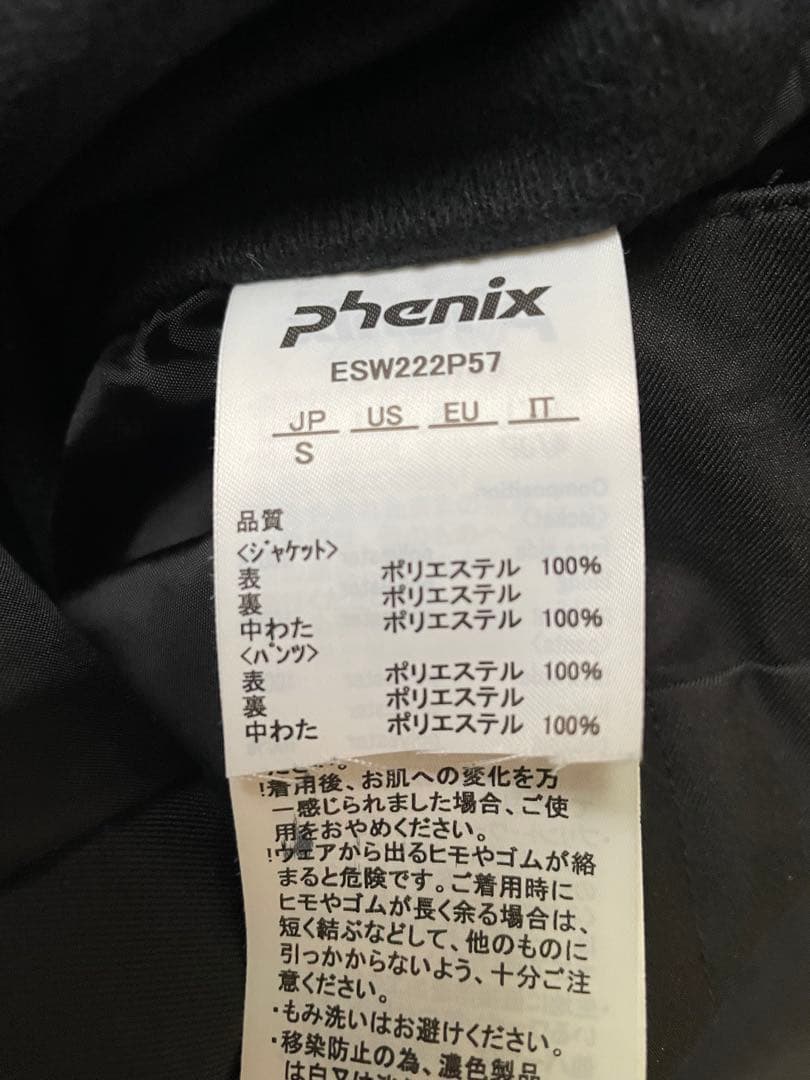 phenix
ESW222P57
JP US EU IT
S
品質
<ジャケット>
表 ポリエステル 100%
裏 ポリエステル
中わた ポリエステル 100%
<パンツ>
表 ポリエステル 100%
裏 ポリエステル
中わた ポリエステル 100%
!着用後、お肌への変化を万
一感じられました場合、ご使
用をおやめください。
!ウェアから出るヒモやゴムが絡
まると危険です。ご着用時に
ヒモやゴムが長く余る場合は、
短く結ぶなどして、他のものに
引っかからないよう、十分ご注
意ください。
・もみ洗いはお避けください。
・移染防止の為、濃色製品
は白又は